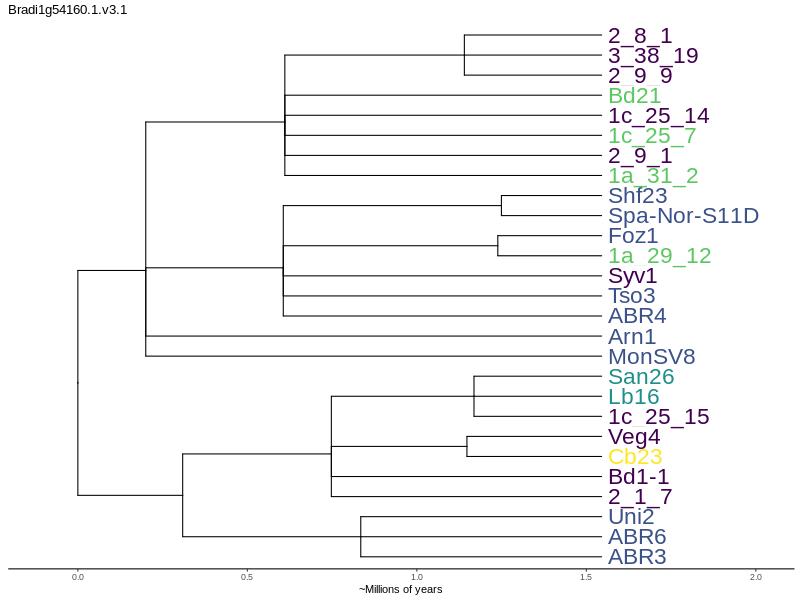 Bradi1g54160.1.v3.1
2_8_1
3_38_19
2_9_9
Bd21
1c_25_14
1c_25_7
2_9_1
1a_31_2
Shf23
Spa-Nor-S11D
Foz1
1a_29_12
Syv1
Tso3
ABR4
Arn1
MonSV8
San26
Lb16
1c_25_15
Veg4
Cb23
Bd1-1
2_1_7
Uni2
ABR6
ABR3
0.0 0.5 1.0 1.5 2.0
~Millions of years